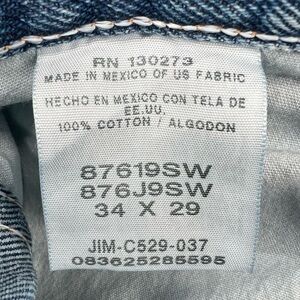 RN 130273
MADE IN MEXICO OF US FABRIC
HECHO EN MEXICO CON TELA DE
EE.UU.
100% COTTON / ALGODON
87619SW
876J9SW
34 X 29
JIM-C529-037
083625285595